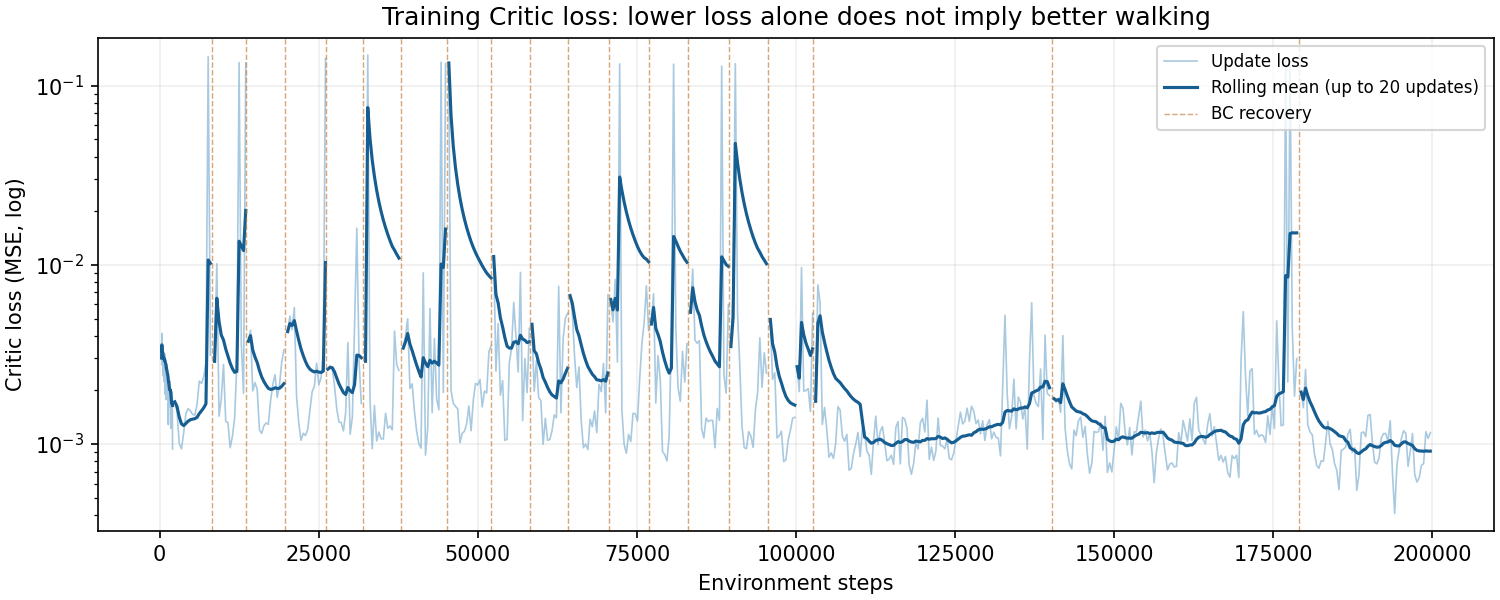 Training Critic loss: lower loss alone does not imply better walking
Critic loss (MSE, log)
10⁻¹
10⁻²
10⁻³
Update loss
Rolling mean (up to 20 updates)
BC recovery
0 25000 50000 75000 100000 125000 150000 175000 200000
Environment steps